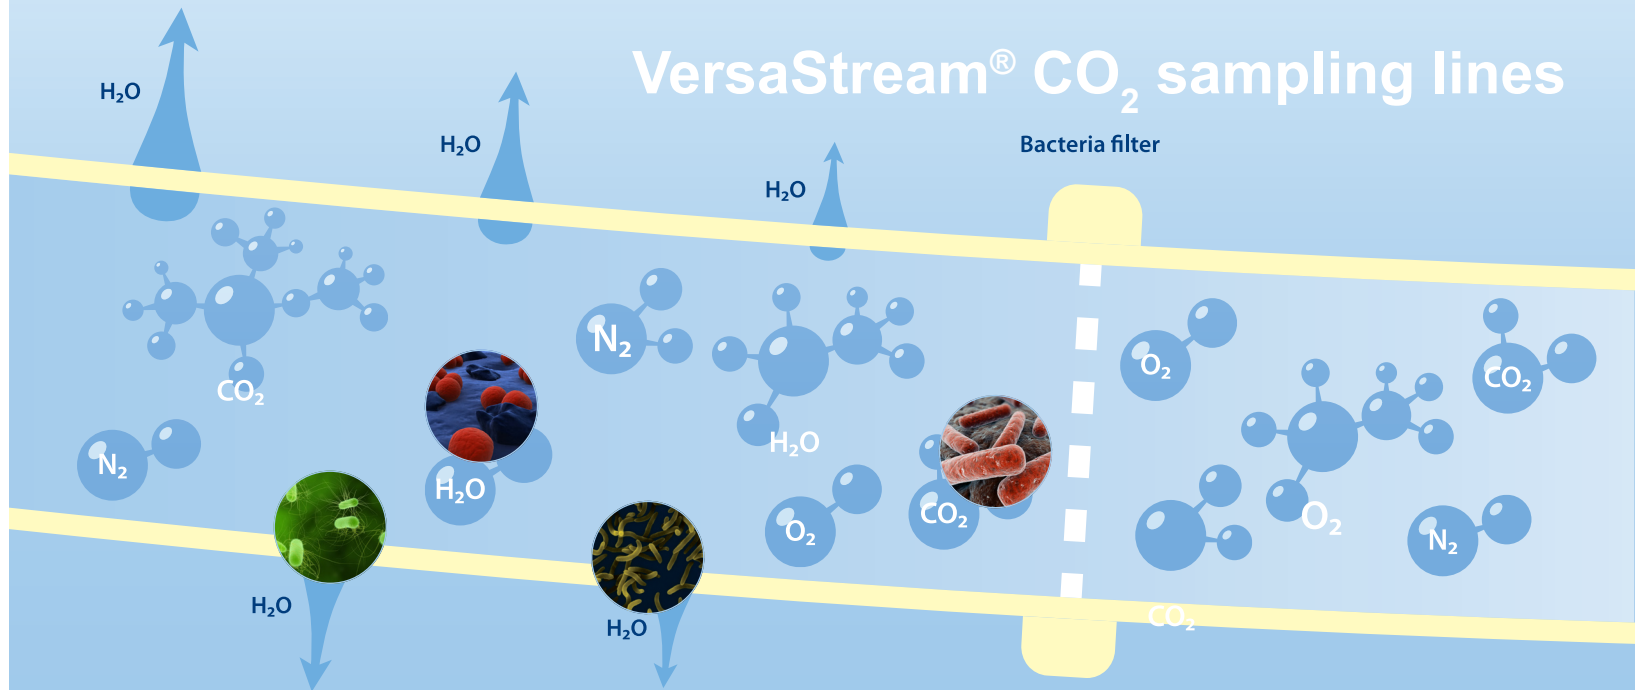 VersaStream® CO₂ sampling lines
H₂O
H₂O
Bacteria filter
H₂O
N₂
O₂
CO₂
CO₂
H₂O
N₂
H₂O
CO₂
O₂
O₂
N₂
H₂O
CO₂
H₂O